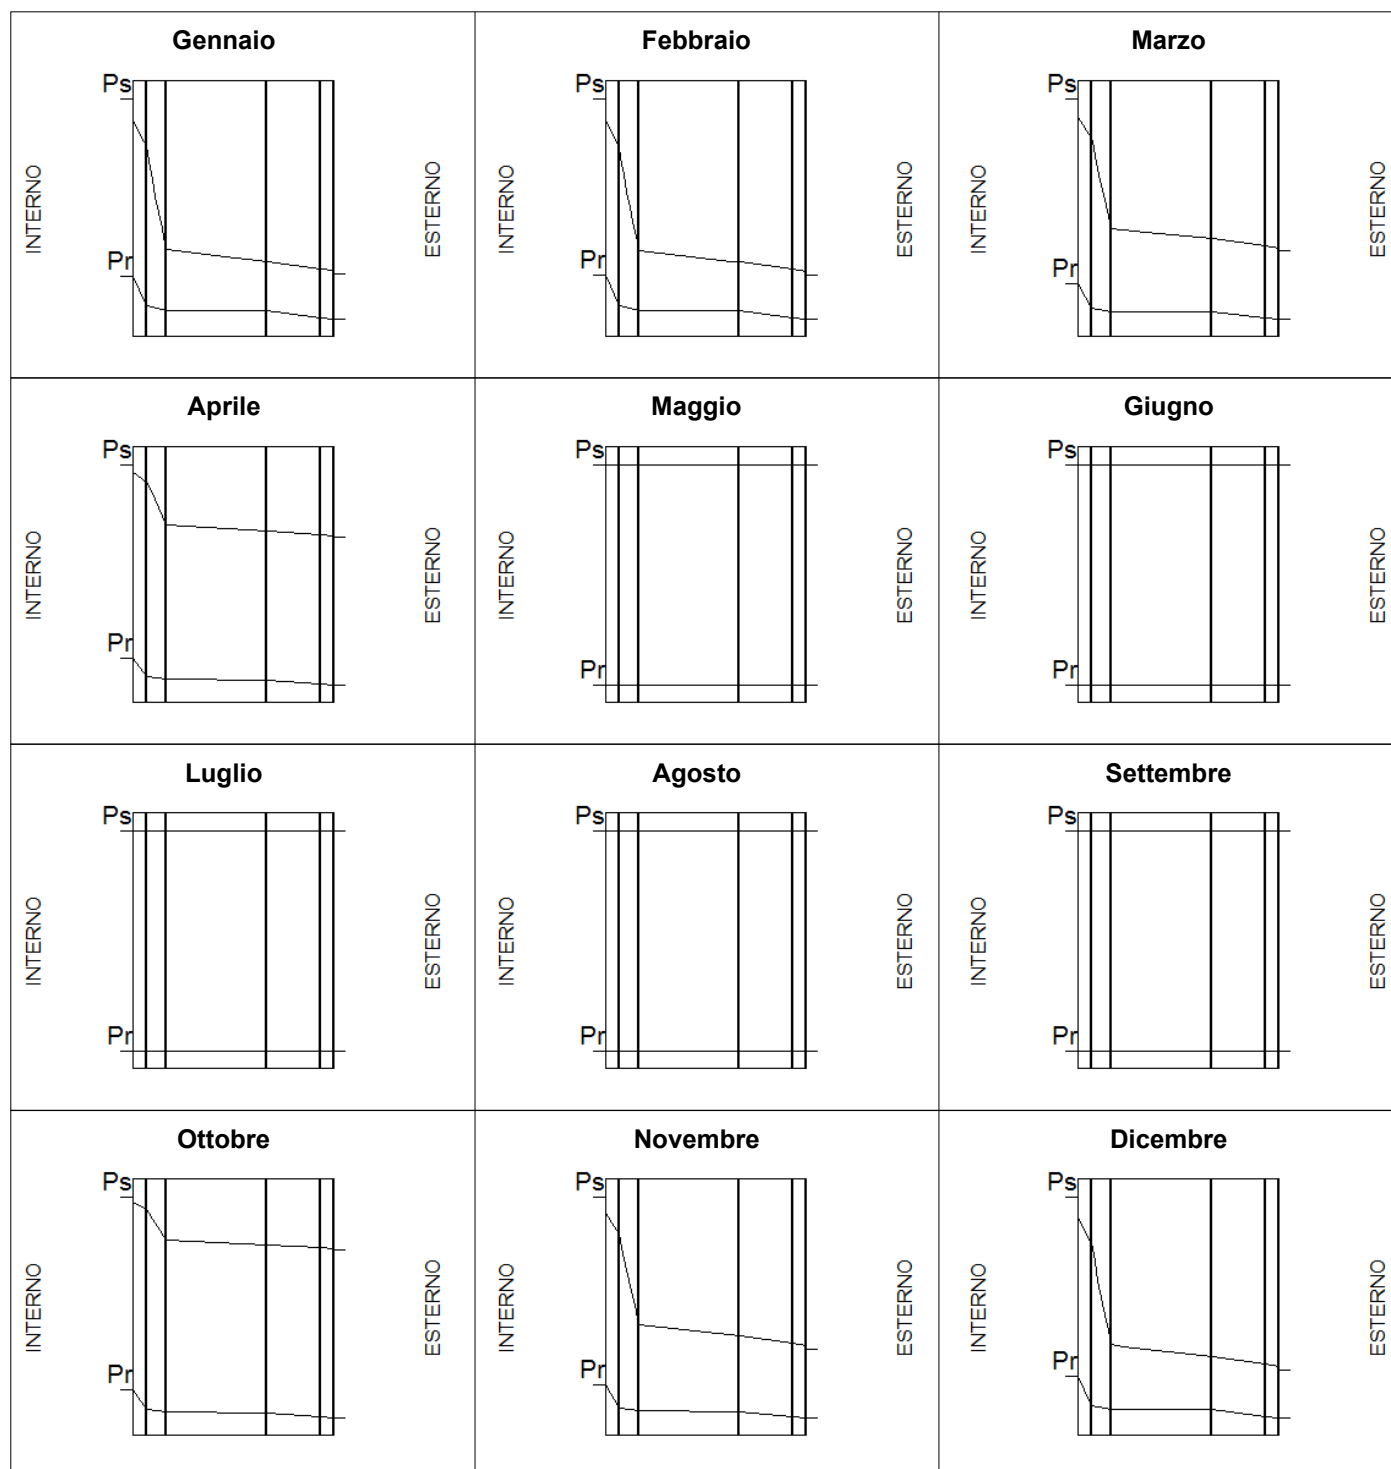 Gennaio
Febbraio
Marzo
Ps
Ps
Ps
INTERNO
ESTERNO
INTERNO
ESTERNO
INTERNO
ESTERNO
Pr
Pr
Pr
Aprile
Maggio
Giugno
Ps
Ps
Ps
INTERNO
ESTERNO
INTERNO
ESTERNO
INTERNO
ESTERNO
Pr
Pr
Pr
Luglio
Agosto
Settembre
Ps
Ps
Ps
INTERNO
ESTERNO
INTERNO
ESTERNO
INTERNO
ESTERNO
Pr
Pr
Pr
Ottobre
Novembre
Dicembre
Ps
Ps
Ps
INTERNO
ESTERNO
INTERNO
ESTERNO
INTERNO
ESTERNO
Pr
Pr
Pr